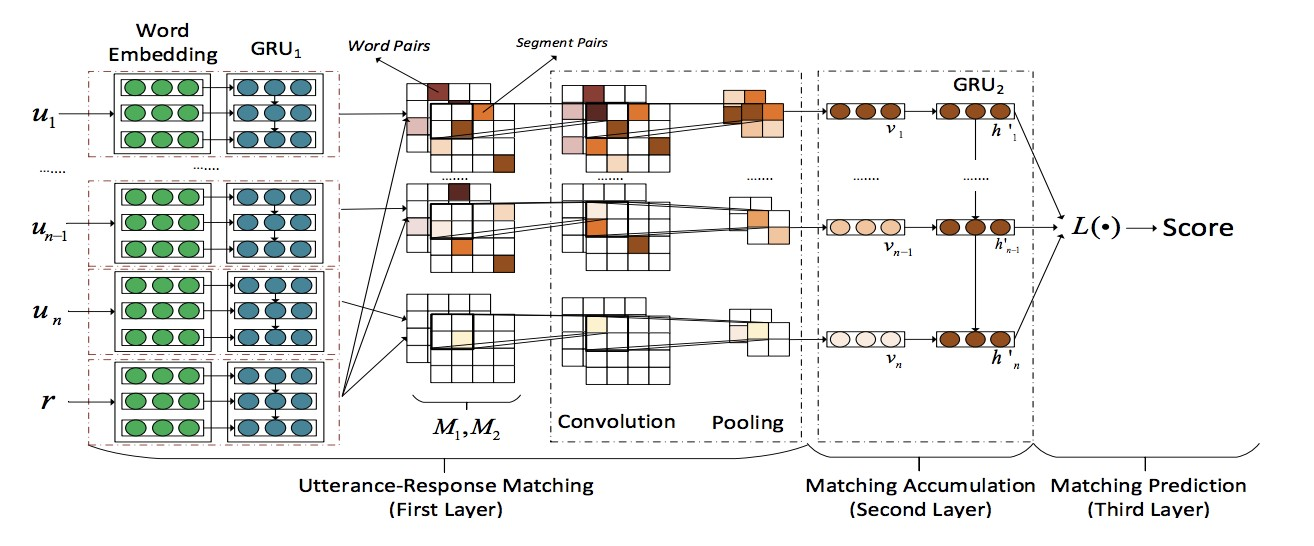 Word
Embedding
GRU1
Word Pairs
Segment Pairs
GRU2
u1
v1
h'1
.......
.......
.......
.......
.......
.......
.......
un−1
vn−1
h'n−1
L(•)
Score
un
vn
h'n
r
M1,M2
Convolution
Pooling
Utterance-Response Matching
(First Layer)
Matching Accumulation
(Second Layer)
Matching Prediction
(Third Layer)